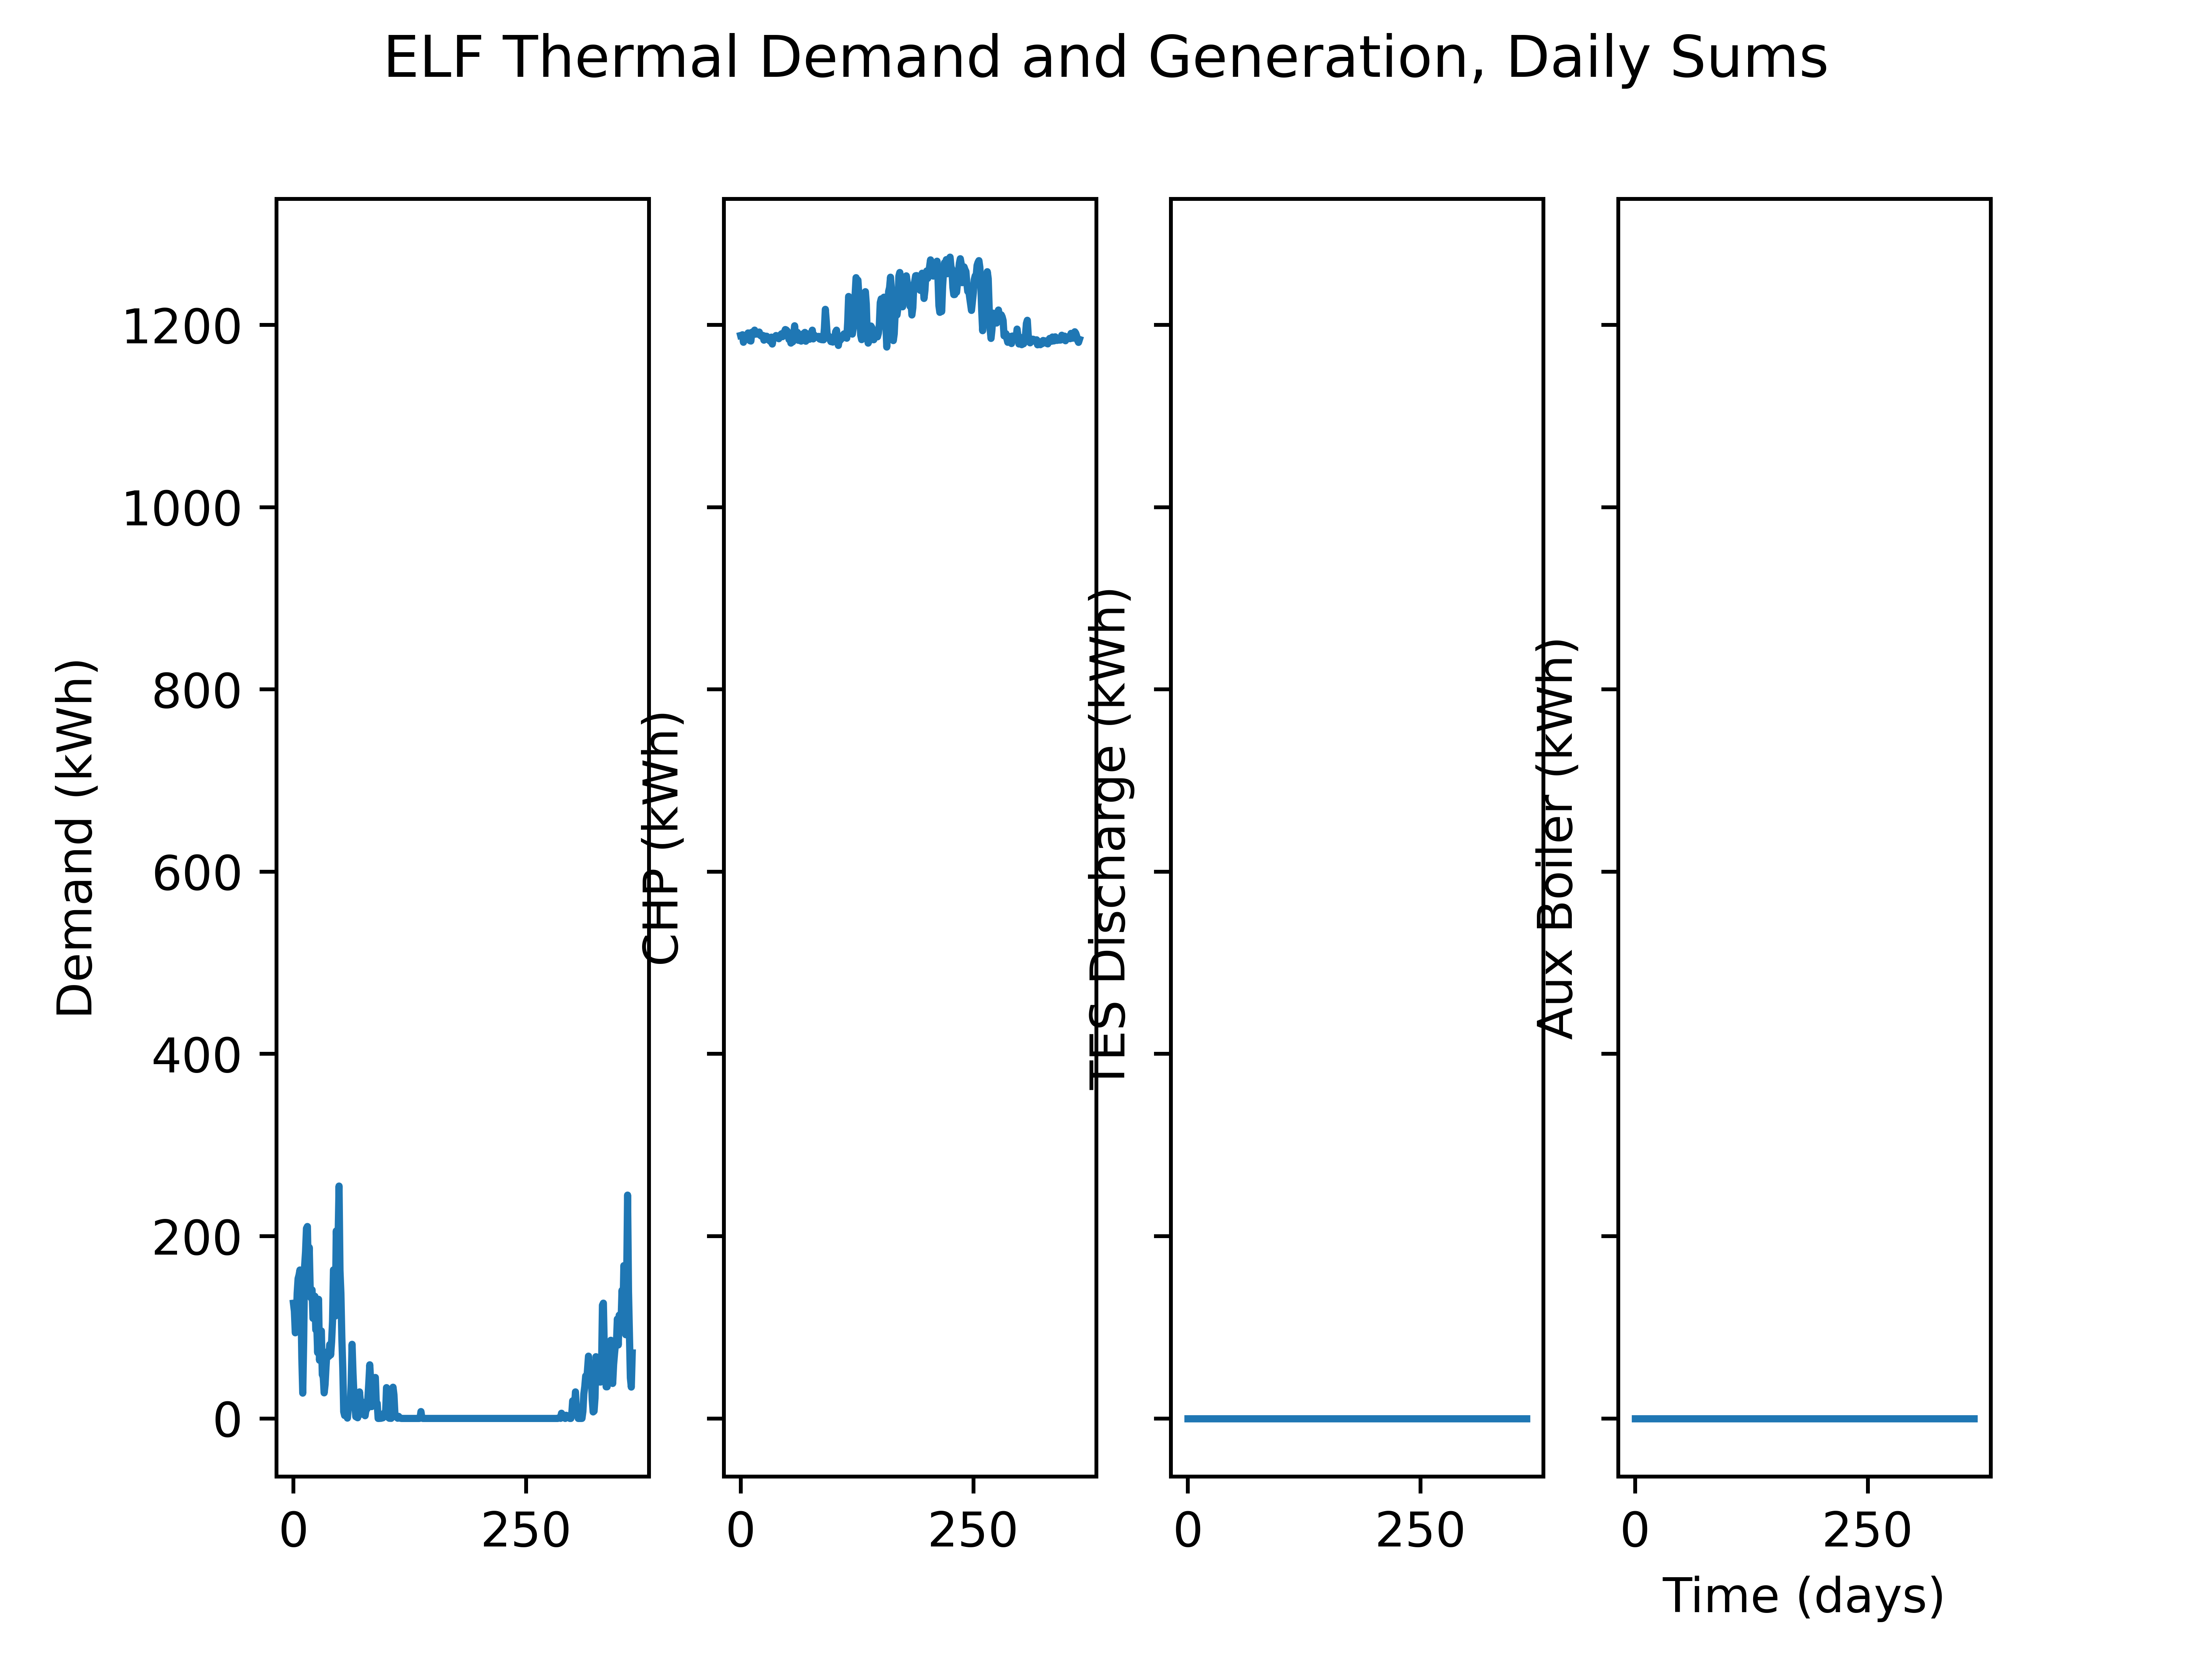 ELF Thermal Demand and Generation, Daily Sums
Demand (kWh)
1200
1000
800
600
400
200
0
0 250
CHP (kWh)
0 250
TES Discharge (kWh)
0 250
Aux Boiler (kWh)
0 250
Time (days)